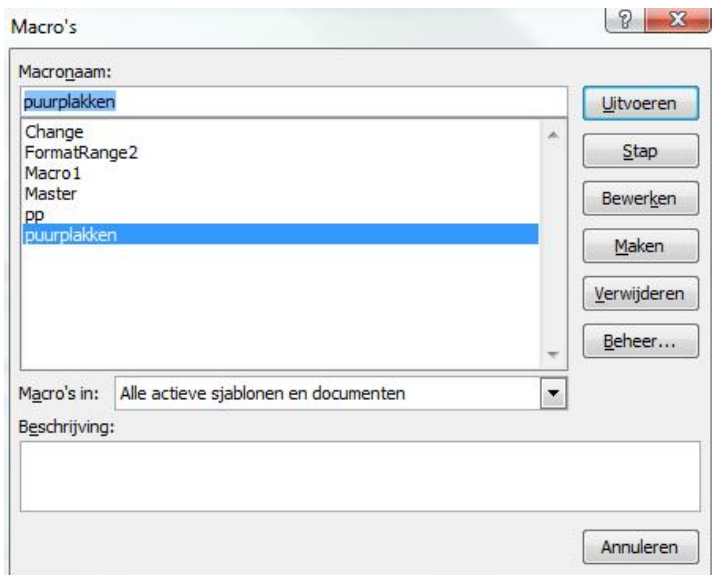 Macro's
Macronaam:
puurplakken
Uitvoeren
Change
FormatRange2
Macro1
Master
pp
puurplakken
Stap
Bewerken
Maken
Verwijderen
Beheer...
Macro's in: Alle actieve sjablonen en documenten
Beschrijving:
Annuleren